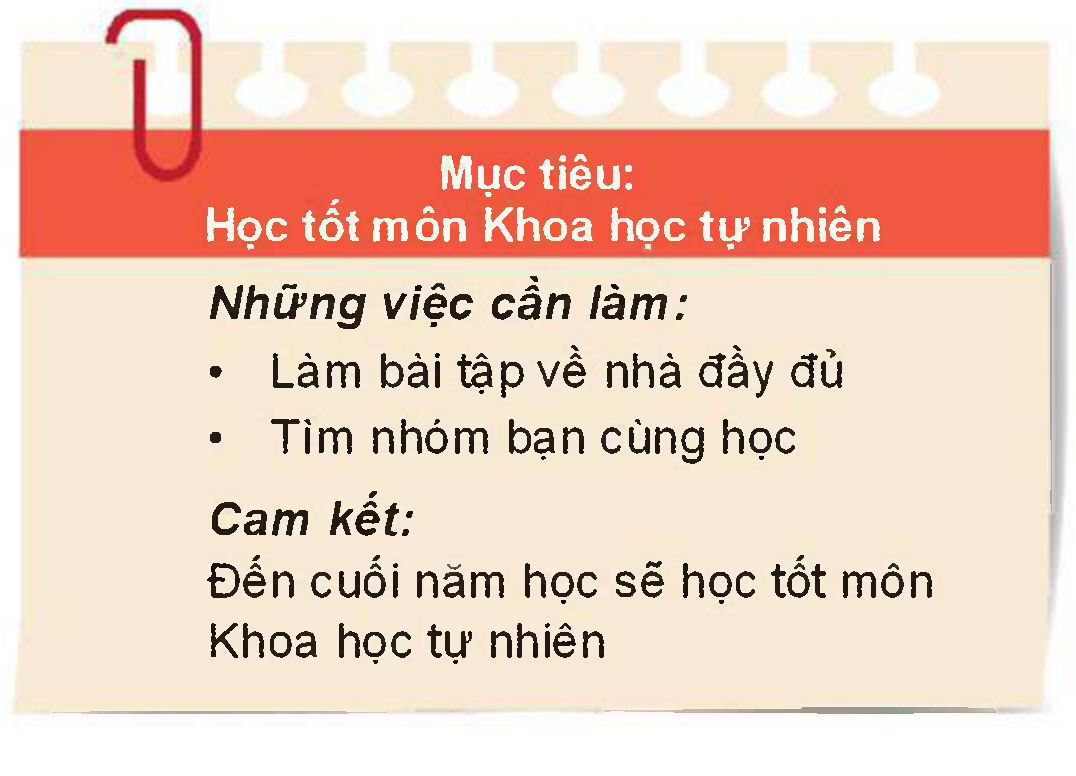 Mục tiêu:
Học tốt môn Khoa học tự nhiên
Những việc cần làm:
• Làm bài tập về nhà đầy đủ
• Tìm nhóm bạn cùng học
Cam kết:
Đến cuối năm học sẽ học tốt môn
Khoa học tự nhiên